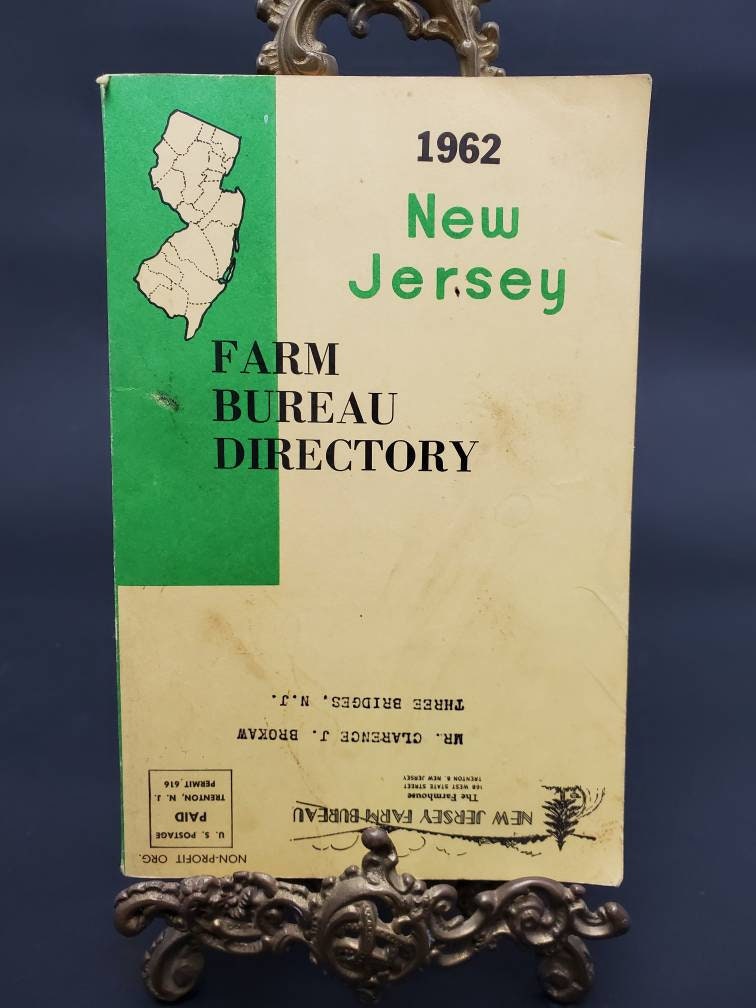 1962
New
Jersey
FARM
BUREAU
DIRECTORY
NEW JERSEY FARM BUREAU
The Farmhouse
168 WEST STATE STREET
TRENTON 8, NEW JERSEY
NON-PROFIT ORG.
U. S. POSTAGE
PAID
TRENTON, N. J.
PERMIT 616
MR. CLARENCE J. BROKAW
THREE BRIDGES, N.J.